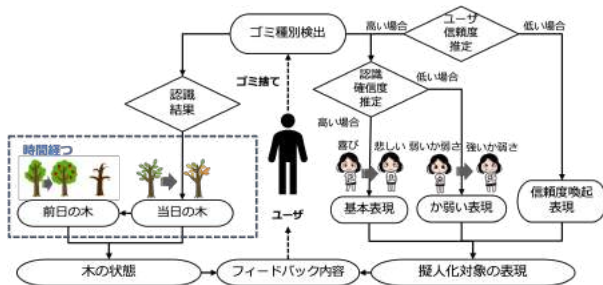 ゴミ種別検出
高い場合
ユーザ
信頼度
推定
低い場合
認識
結果
ゴミ捨て
認識
確信度
推定
低い場合
高い場合
時間経つ
喜び
悲しい
弱いか弱さ
強いか弱さ
前日の木
当日の木
ユーザ
基本表現
か弱い表現
信頼度喚起
表現
木の状態
フィードバック内容
擬人化対象の表現